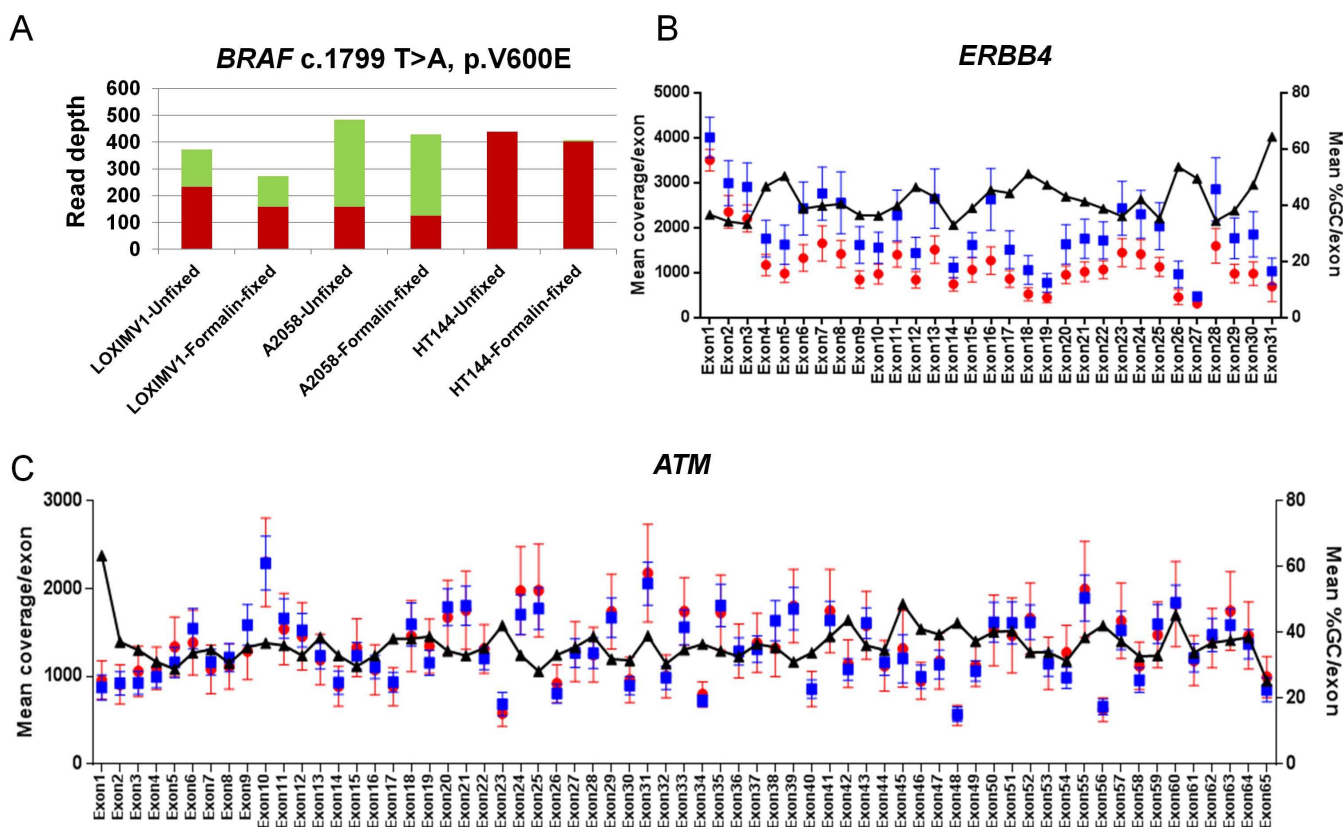 A
BRAF c.1799 T>A, p.V600E
Read depth
600
500
400
300
200
100
0
LOXIMV1-Unfixed
LOXIMV1-Formalin-fixed
A2058-Unfixed
A2058-Formalin-fixed
HT144-Unfixed
HT144-Formalin-fixed
B
ERBB4
Mean coverage/exon
5000
4000
3000
2000
1000
0
80
60
40
20
0
Mean %GC/exon
Exon1
Exon2
Exon3
Exon4
Exon5
Exon6
Exon7
Exon8
Exon9
Exon10
Exon11
Exon12
Exon13
Exon14
Exon15
Exon16
Exon17
Exon18
Exon19
Exon20
Exon21
Exon22
Exon23
Exon24
Exon25
Exon26
Exon27
Exon28
Exon29
Exon30
Exon31
C
ATM
Mean coverage/exon
3000
2000
1000
0
80
60
40
20
0
Mean %GC/exon
Exon1
Exon2
Exon3
Exon4
Exon5
Exon6
Exon7
Exon8
Exon9
Exon10
Exon11
Exon12
Exon13
Exon14
Exon15
Exon16
Exon17
Exon18
Exon19
Exon20
Exon21
Exon22
Exon23
Exon24
Exon25
Exon26
Exon27
Exon28
Exon29
Exon30
Exon31
Exon32
Exon33
Exon34
Exon35
Exon36
Exon37
Exon38
Exon39
Exon40
Exon41
Exon42
Exon43
Exon44
Exon45
Exon46
Exon47
Exon48
Exon49
Exon50
Exon51
Exon52
Exon53
Exon54
Exon55
Exon56
Exon57
Exon58
Exon59
Exon60
Exon61
Exon62
Exon63
Exon64
Exon65